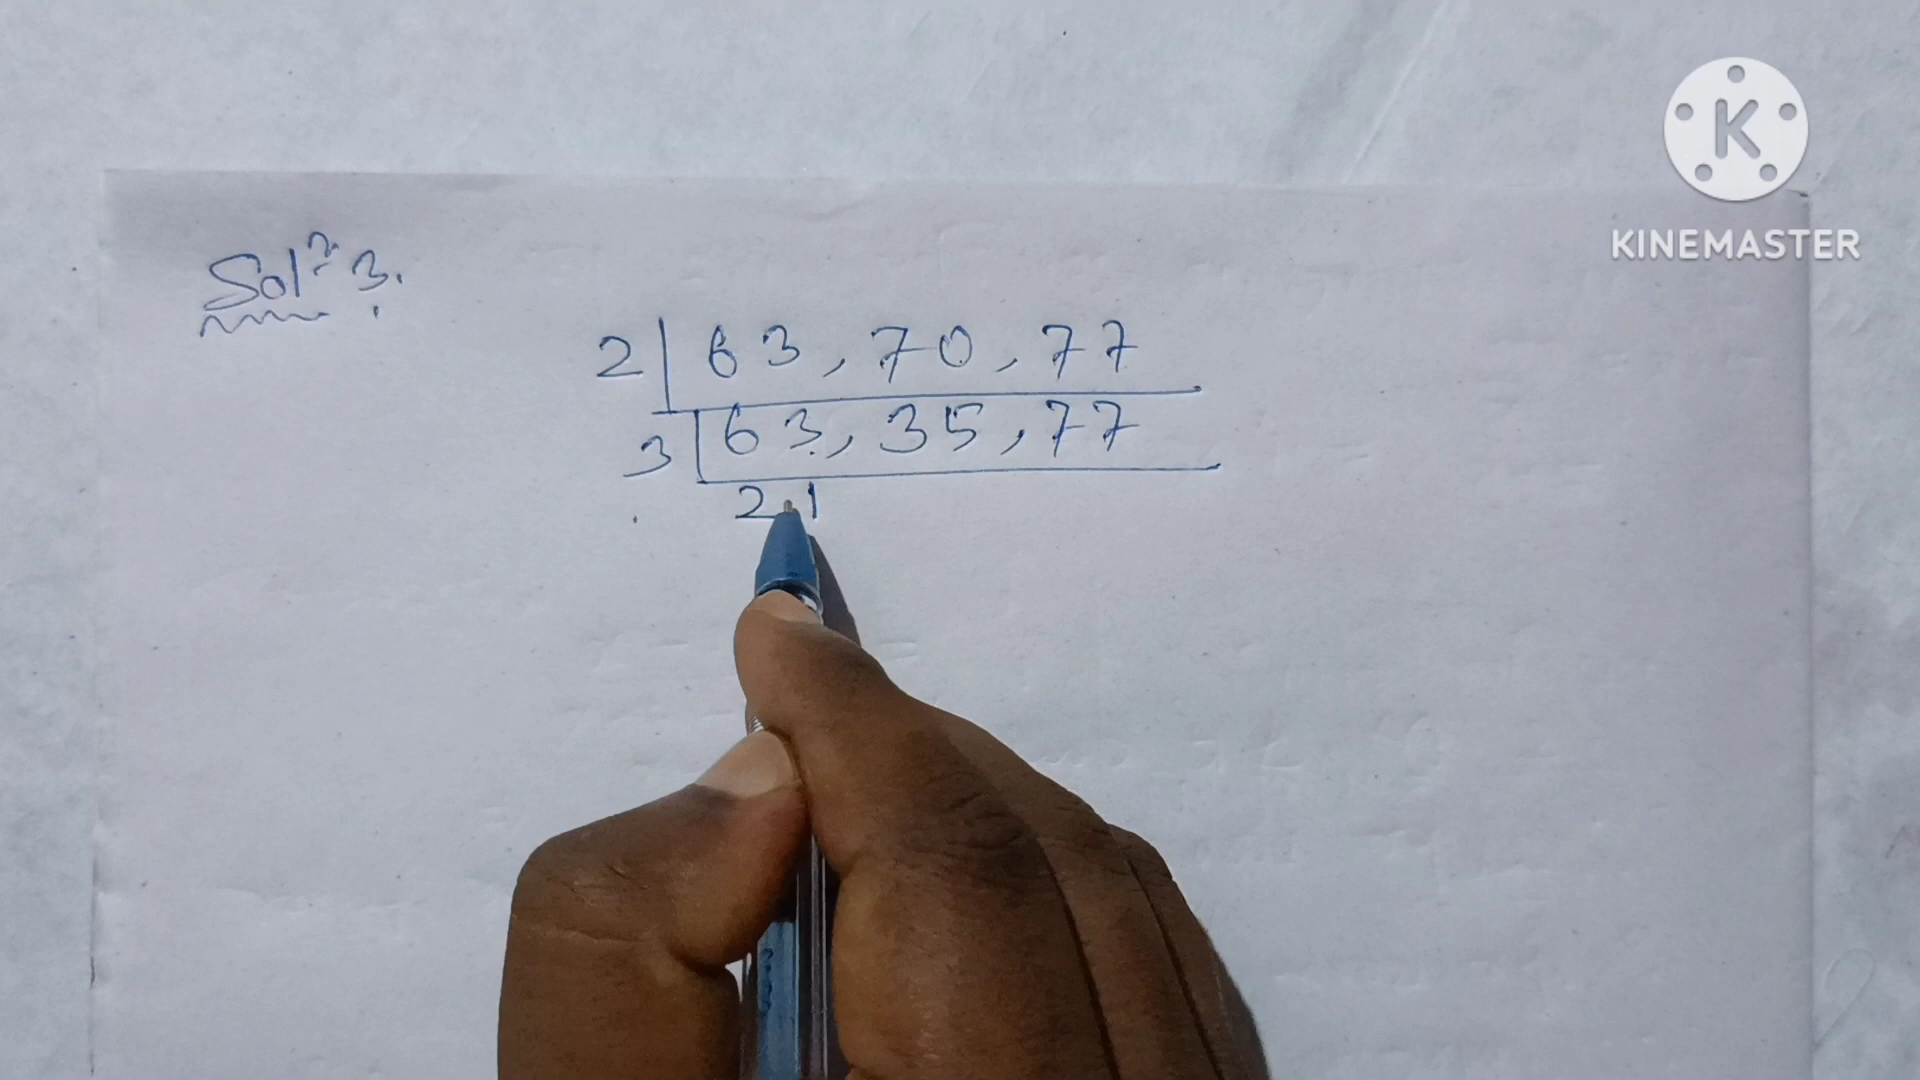 KINEMASTER
Solⁿ 3.
2 | 63, 70, 77
3 | 63, 35, 77
21